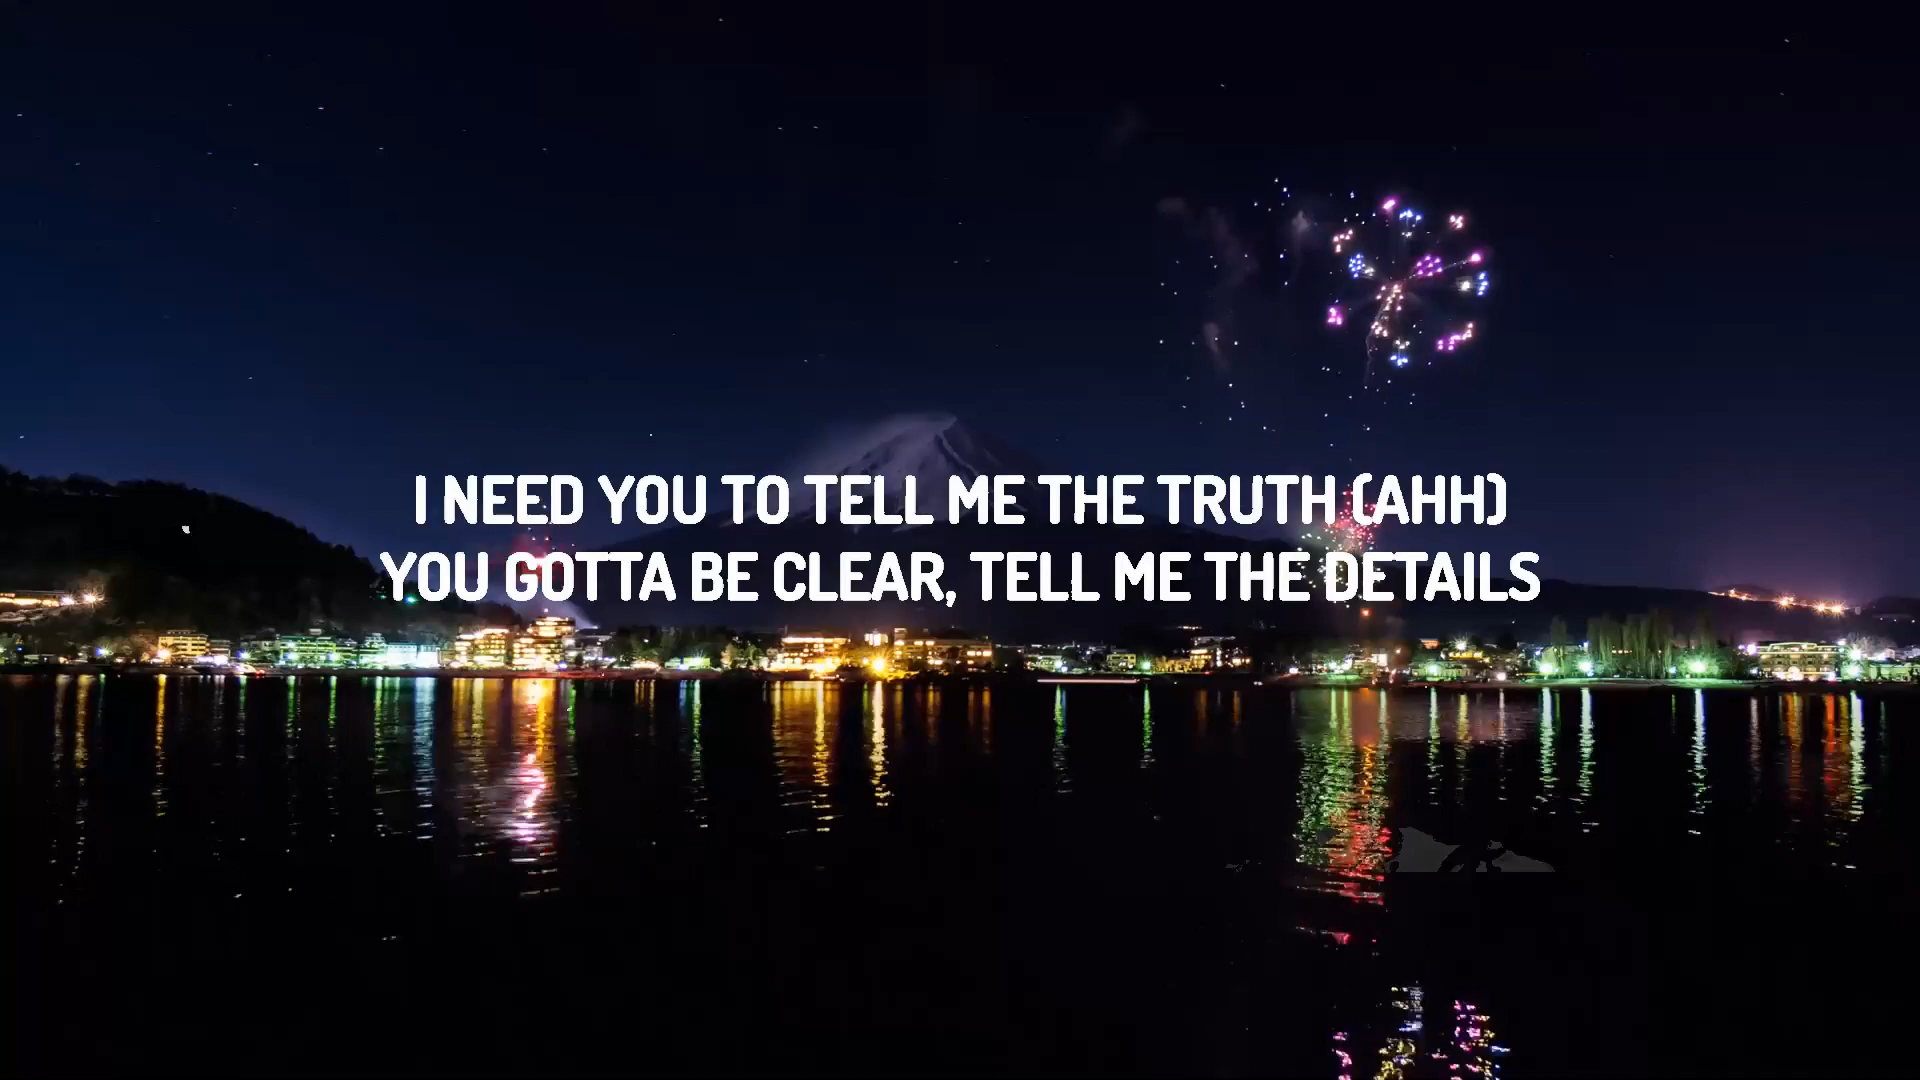 I NEED YOU TO TELL ME THE TRUTH (AHH)
YOU GOTTA BE CLEAR, TELL ME THE DETAILS